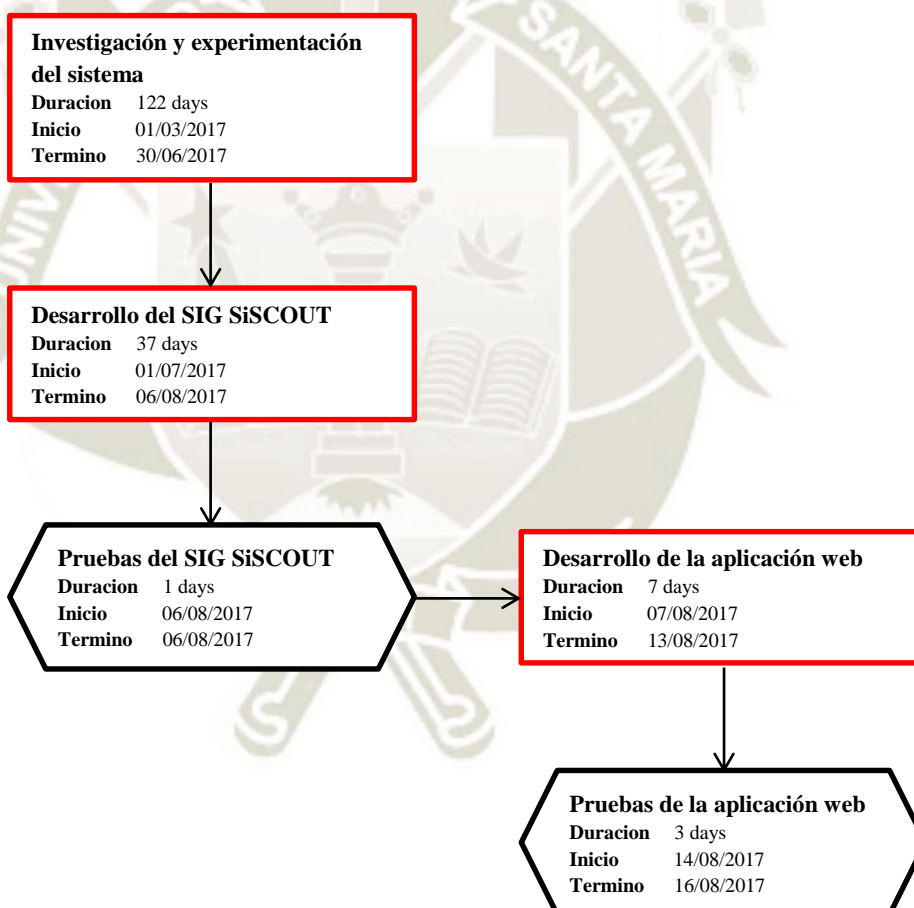 Investigación y experimentación
del sistema
Duracion 122 days
Inicio 01/03/2017
Termino 30/06/2017
Desarrollo del SIG SiSCOUT
Duracion 37 days
Inicio 01/07/2017
Termino 06/08/2017
Pruebas del SIG SiSCOUT
Duracion 1 days
Inicio 06/08/2017
Termino 06/08/2017
Desarrollo de la aplicación web
Duracion 7 days
Inicio 07/08/2017
Termino 13/08/2017
Pruebas de la aplicación web
Duracion 3 days
Inicio 14/08/2017
Termino 16/08/2017
SANTA MARIA